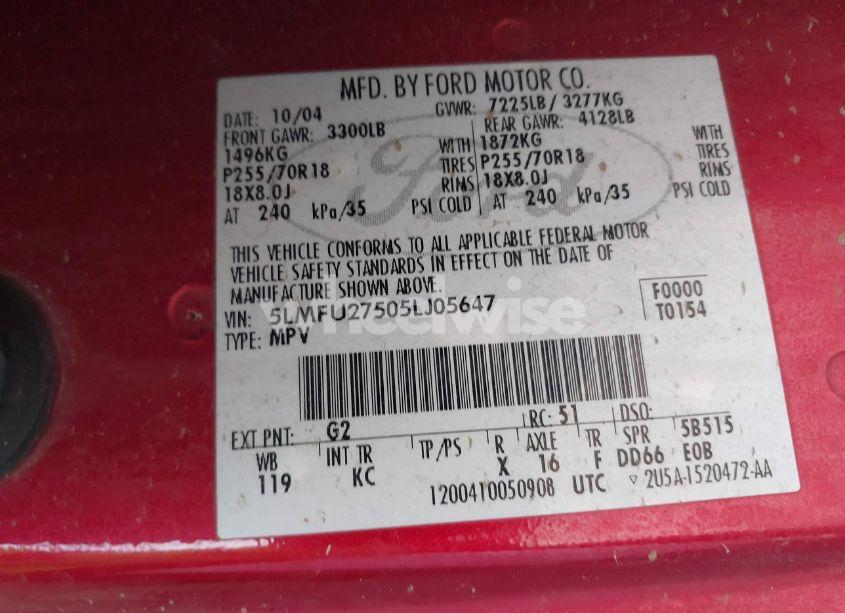 MFD. BY FORD MOTOR CO.
DATE: 10/04 GVWR: 7225LB / 3277KG
FRONT GAWR: 3300LB REAR GAWR: 4128LB
1496KG WITH 1872KG WITH
P255/70R18 TIRES P255/70R18 TIRES
18X8.0J RIMS 18X8.0J RIMS
AT 240 kPa/35 PSI COLD AT 240 kPa/35 PSI COLD
Ford
THIS VEHICLE CONFORMS TO ALL APPLICABLE FEDERAL MOTOR
VEHICLE SAFETY STANDARDS IN EFFECT ON THE DATE OF
MANUFACTURE SHOWN ABOVE.
VIN: 5LMFU27505LJ05647 F0000
TYPE: MPV T0154
wheelwise
EXT PNT: G2 RC: 51 DSO:
WB INT TR TP/PS R AXLE TR SPR 5B515
119 KC X 16 F DD66 E0B
1200410050908 UTC ▽ 2U5A-1520472-AA